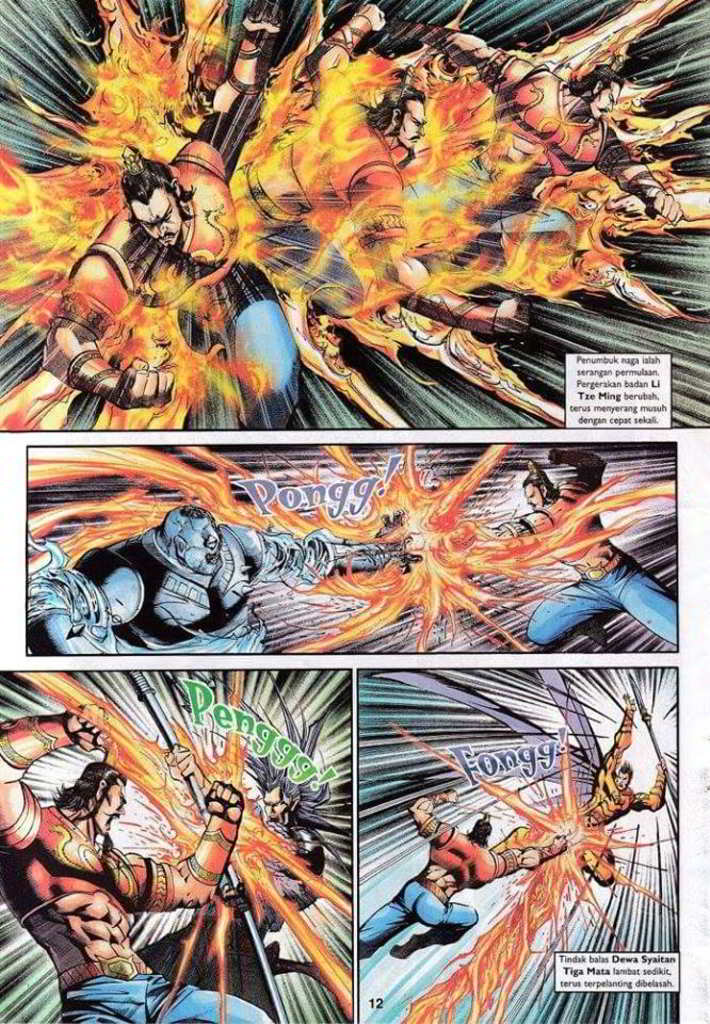 Penumbuk naga ialah
serangan permulaan.
Pergerakan badan Li
Tze Ming berubah,
terus menyerang musuh
dengan cepat sekali.
Pongg.!
Penggg!
Fongg.!
Tindak balas Dewa Syaitan
Tiga Mata lambat sedikit,
terus terpelanting dibelasah.
12